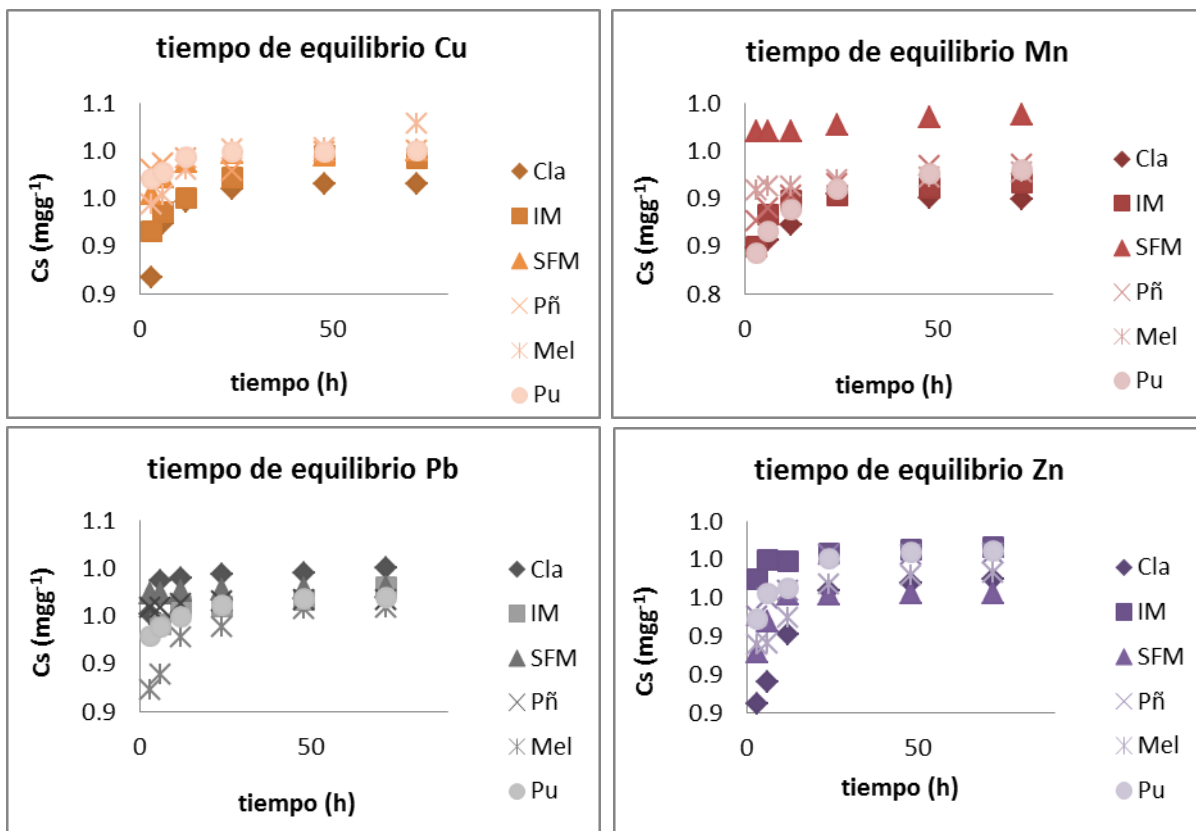 tiempo de equilibrio Cu
1.1
1.0
1.0
0.9
0.9
Cs (mgg⁻¹)
0
50
tiempo (h)
Cla
IM
SFM
Pñ
Mel
Pu
tiempo de equilibrio Mn
1.0
1.0
0.9
0.9
0.8
Cs (mgg⁻¹)
0
50
tiempo (h)
Cla
IM
SFM
Pñ
Mel
Pu
tiempo de equilibrio Pb
1.1
1.0
1.0
0.9
0.9
Cs (mgg⁻¹)
0
50
tiempo (h)
Cla
IM
SFM
Pñ
Mel
Pu
tiempo de equilibrio Zn
1.0
1.0
1.0
0.9
0.9
0.9
Cs (mgg⁻¹)
0
50
tiempo (h)
Cla
IM
SFM
Pñ
Mel
Pu